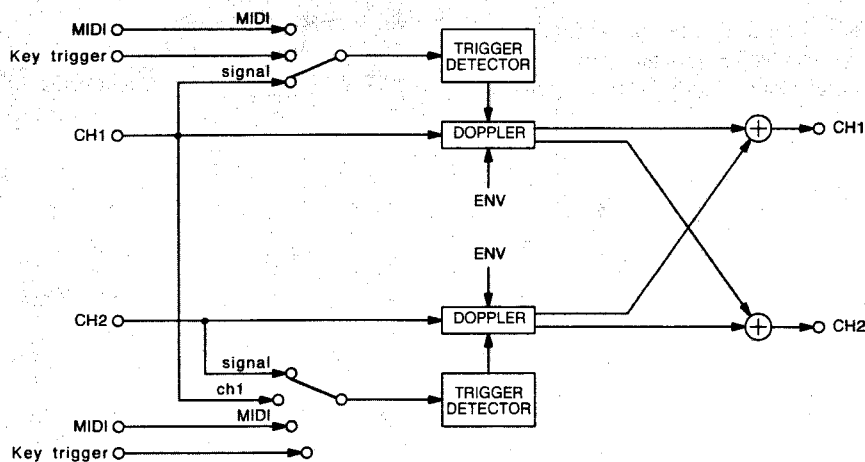 MIDI
MIDI
Key trigger
signal
TRIGGER
DETECTOR
CH1
DOPPLER
CH1
ENV
ENV
CH2
DOPPLER
CH2
signal
ch1
TRIGGER
DETECTOR
MIDI
MIDI
Key trigger